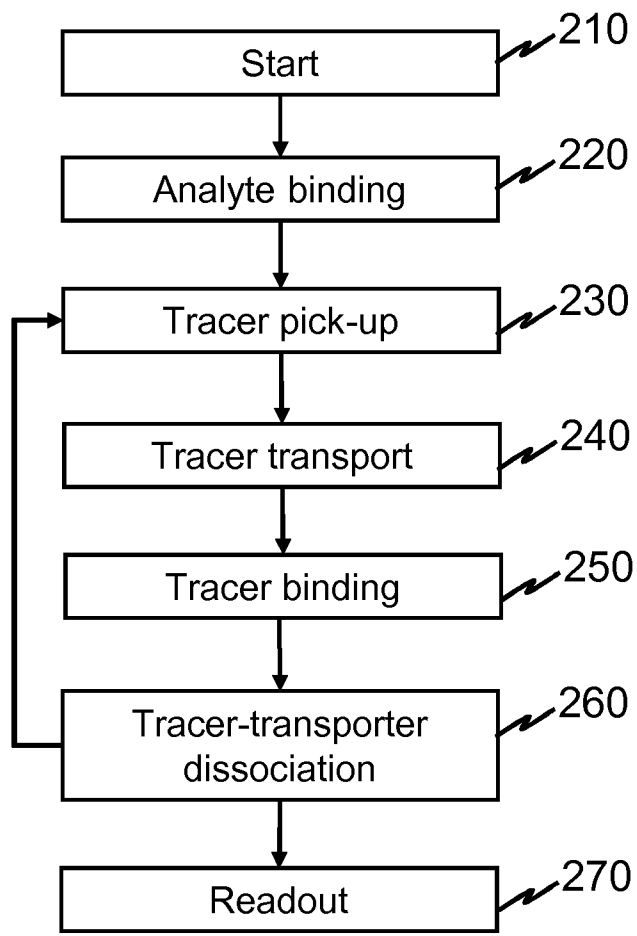 210
Start
220
Analyte binding
230
Tracer pick-up
240
Tracer transport
250
Tracer binding
260
Tracer-transporter
dissociation
270
Readout